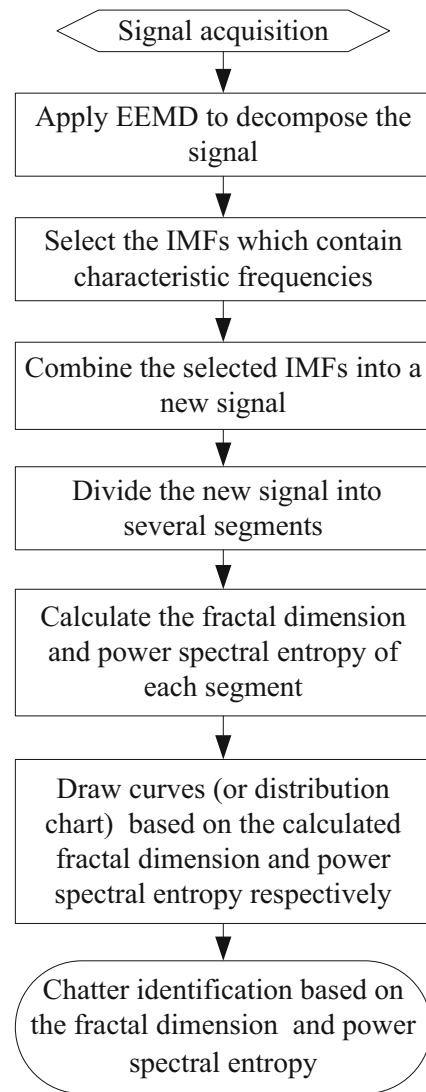 Signal acquisition
Apply EEMD to decompose the
signal
Select the IMFs which contain
characteristic frequencies
Combine the selected IMFs into a
new signal
Divide the new signal into
several segments
Calculate the fractal dimension
and power spectral entropy of
each segment
Draw curves (or distribution
chart) based on the calculated
fractal dimension and power
spectral entropy respectively
Chatter identification based on
the fractal dimension and power
spectral entropy